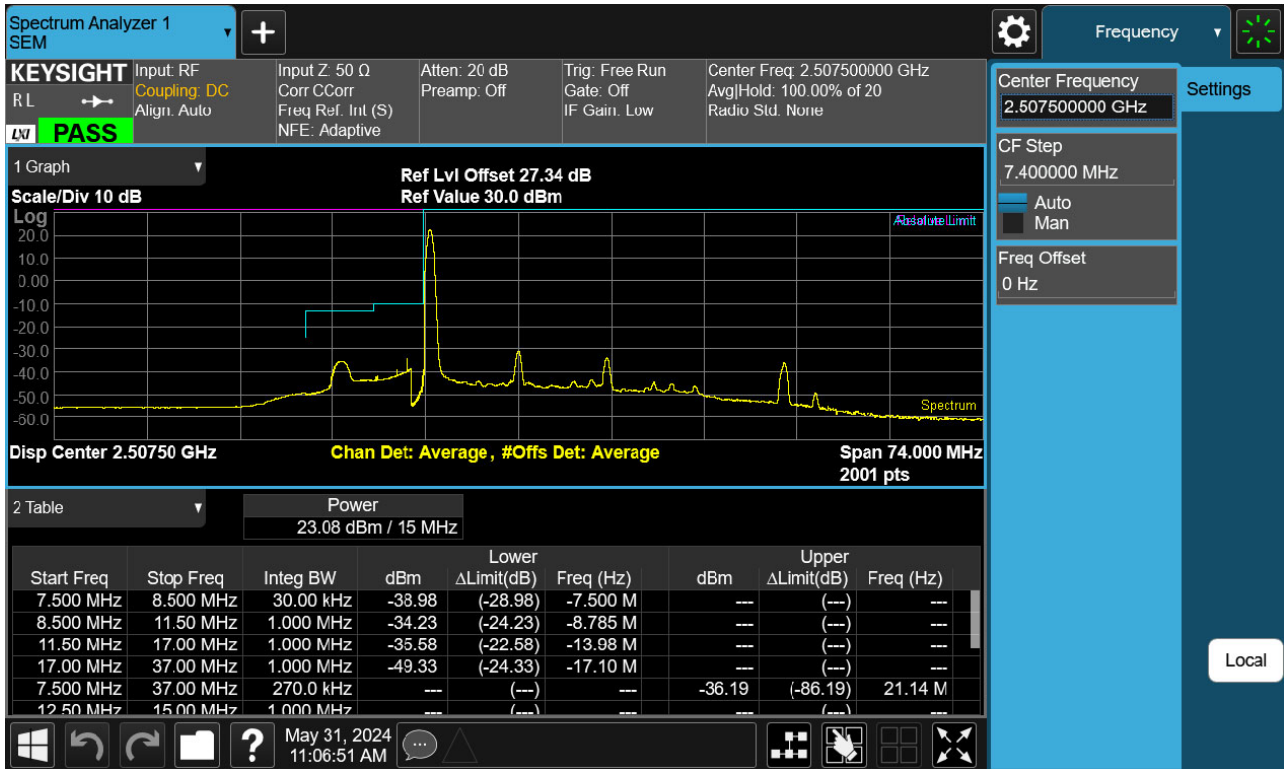 Spectrum Analyzer 1
SEM
+
Frequency
KEYSIGHT
Input: RF
Input Z: 50 Ω
Atten: 20 dB
Trig: Free Run
Center Freq: 2.507500000 GHz
R L
Coupling: DC
Corr CCorr
Preamp: Off
Gate: Off
Avg|Hold: 100.00% of 20
Align: Auto
Freq Ref: Int (S)
IF Gain: Low
Radio Std: None
LXI
PASS
NFE: Adaptive
Center Frequency
2.507500000 GHz
Settings
CF Step
7.400000 MHz
Auto
Man
Freq Offset
0 Hz
1 Graph
Ref Lvl Offset 27.34 dB
Scale/Div 10 dB
Ref Value 30.0 dBm
Log
Absolute Limit
20.0
10.0
0.00
-10.0
-20.0
-30.0
-40.0
-50.0
Spectrum
-60.0
Disp Center 2.50750 GHz
Chan Det: Average, #Offs Det: Average
Span 74.000 MHz
2001 pts
2 Table
Power
23.08 dBm / 15 MHz
Lower Upper
Start Freq Stop Freq Integ BW dBm ΔLimit(dB) Freq (Hz) dBm ΔLimit(dB) Freq (Hz)
7.500 MHz 8.500 MHz 30.00 kHz -38.98 (-28.98) -7.500 M --- (---) ---
8.500 MHz 11.50 MHz 1.000 MHz -34.23 (-24.23) -8.785 M --- (---) ---
11.50 MHz 17.00 MHz 1.000 MHz -35.58 (-22.58) -13.98 M --- (---) ---
17.00 MHz 37.00 MHz 1.000 MHz -49.33 (-24.33) -17.10 M --- (---) ---
7.500 MHz 37.00 MHz 270.0 kHz --- (---) --- -36.19 (-86.19) 21.14 M
12.50 MHz 15.00 MHz 1.000 MHz --- (---) --- --- (---) ---
Local
?
May 31, 2024
11:06:51 AM